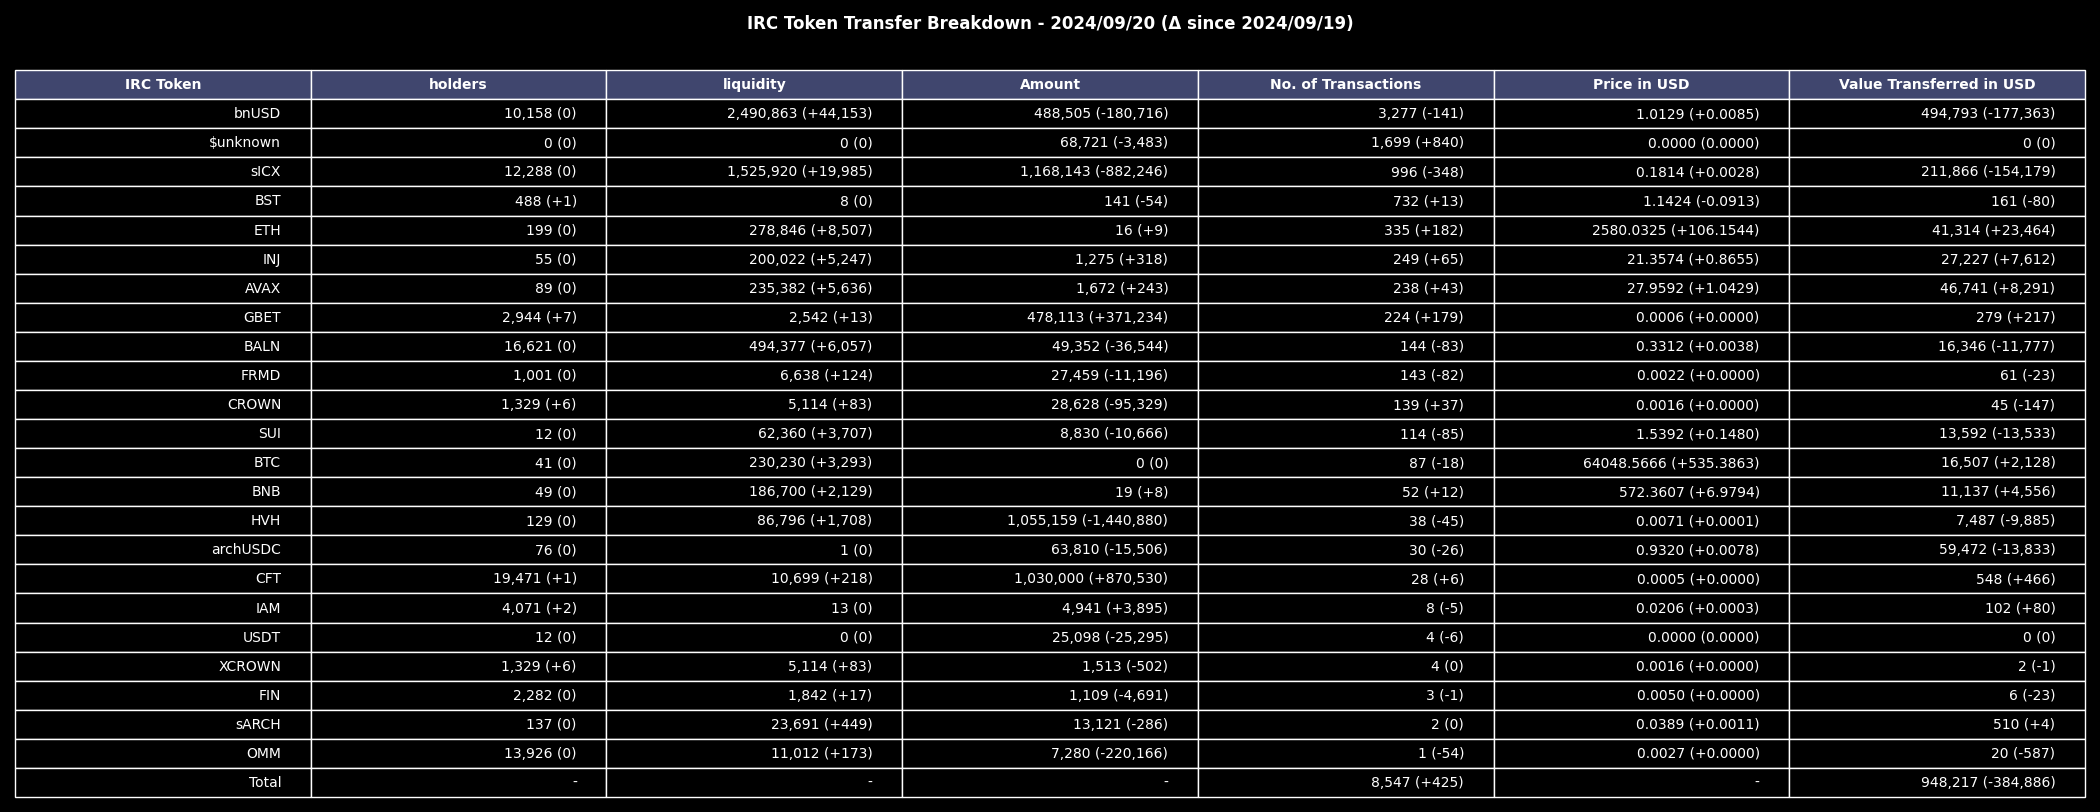 IRC Token Transfer Breakdown - 2024/09/20 (Δ since 2024/09/19)
IRC Token holders liquidity Amount No. of Transactions Price in USD Value Transferred in USD
bnUSD 10,158 (0) 2,490,863 (+44,153) 488,505 (-180,716) 3,277 (-141) 1.0129 (+0.0085) 494,793 (-177,363)
$unknown 0 (0) 0 (0) 68,721 (-3,483) 1,699 (+840) 0.0000 (0.0000) 0 (0)
sICX 12,288 (0) 1,525,920 (+19,985) 1,168,143 (-882,246) 996 (-348) 0.1814 (+0.0028) 211,866 (-154,179)
BST 488 (+1) 8 (0) 141 (-54) 732 (+13) 1.1424 (-0.0913) 161 (-80)
ETH 199 (0) 278,846 (+8,507) 16 (+9) 335 (+182) 2580.0325 (+106.1544) 41,314 (+23,464)
INJ 55 (0) 200,022 (+5,247) 1,275 (+318) 249 (+65) 21.3574 (+0.8655) 27,227 (+7,612)
AVAX 89 (0) 235,382 (+5,636) 1,672 (+243) 238 (+43) 27.9592 (+1.0429) 46,741 (+8,291)
GBET 2,944 (+7) 2,542 (+13) 478,113 (+371,234) 224 (+179) 0.0006 (+0.0000) 279 (+217)
BALN 16,621 (0) 494,377 (+6,057) 49,352 (-36,544) 144 (-83) 0.3312 (+0.0038) 16,346 (-11,777)
FRMD 1,001 (0) 6,638 (+124) 27,459 (-11,196) 143 (-82) 0.0022 (+0.0000) 61 (-23)
CROWN 1,329 (+6) 5,114 (+83) 28,628 (-95,329) 139 (+37) 0.0016 (+0.0000) 45 (-147)
SUI 12 (0) 62,360 (+3,707) 8,830 (-10,666) 114 (-85) 1.5392 (+0.1480) 13,592 (-13,533)
BTC 41 (0) 230,230 (+3,293) 0 (0) 87 (-18) 64048.5666 (+535.3863) 16,507 (+2,128)
BNB 49 (0) 186,700 (+2,129) 19 (+8) 52 (+12) 572.3607 (+6.9794) 11,137 (+4,556)
HVH 129 (0) 86,796 (+1,708) 1,055,159 (-1,440,880) 38 (-45) 0.0071 (+0.0001) 7,487 (-9,885)
archUSDC 76 (0) 1 (0) 63,810 (-15,506) 30 (-26) 0.9320 (+0.0078) 59,472 (-13,833)
CFT 19,471 (+1) 10,699 (+218) 1,030,000 (+870,530) 28 (+6) 0.0005 (+0.0000) 548 (+466)
IAM 4,071 (+2) 13 (0) 4,941 (+3,895) 8 (-5) 0.0206 (+0.0003) 102 (+80)
USDT 12 (0) 0 (0) 25,098 (-25,295) 4 (-6) 0.0000 (0.0000) 0 (0)
XCROWN 1,329 (+6) 5,114 (+83) 1,513 (-502) 4 (0) 0.0016 (+0.0000) 2 (-1)
FIN 2,282 (0) 1,842 (+17) 1,109 (-4,691) 3 (-1) 0.0050 (+0.0000) 6 (-23)
sARCH 137 (0) 23,691 (+449) 13,121 (-286) 2 (0) 0.0389 (+0.0011) 510 (+4)
OMM 13,926 (0) 11,012 (+173) 7,280 (-220,166) 1 (-54) 0.0027 (+0.0000) 20 (-587)
Total - - - 8,547 (+425) - 948,217 (-384,886)